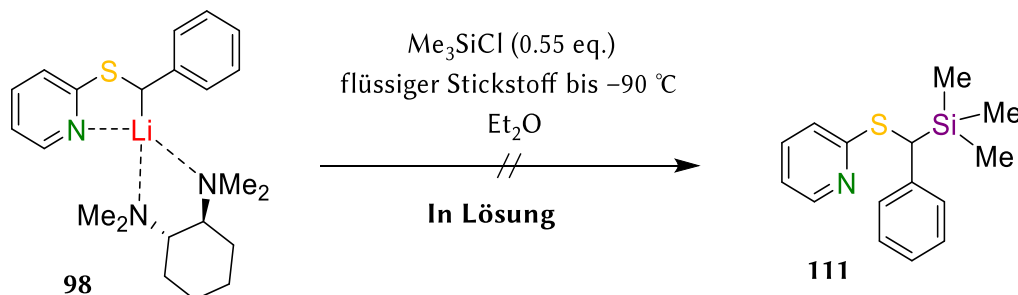 S
N
Li
NMe₂
Me₂N
98
Me₃SiCl (0.55 eq.)
flüssiger Stickstoff bis −90 °C
Et₂O
In Lösung
Me
S
Si
Me
N
Me
111